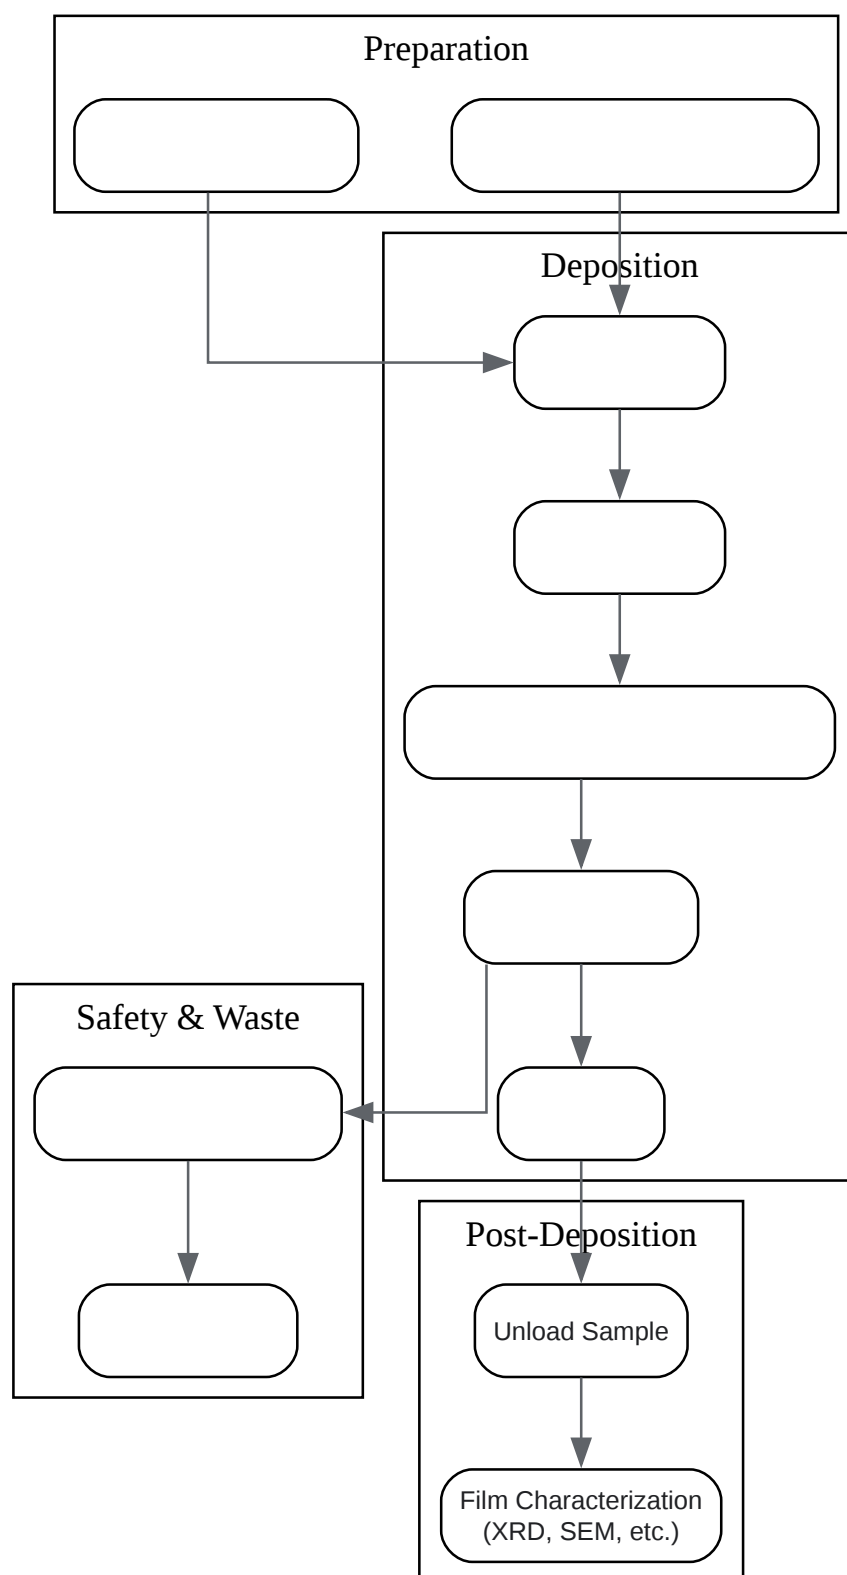 Preparation
Deposition
Safety & Waste
Post-Deposition
Unload Sample
Film Characterization
(XRD, SEM, etc.)